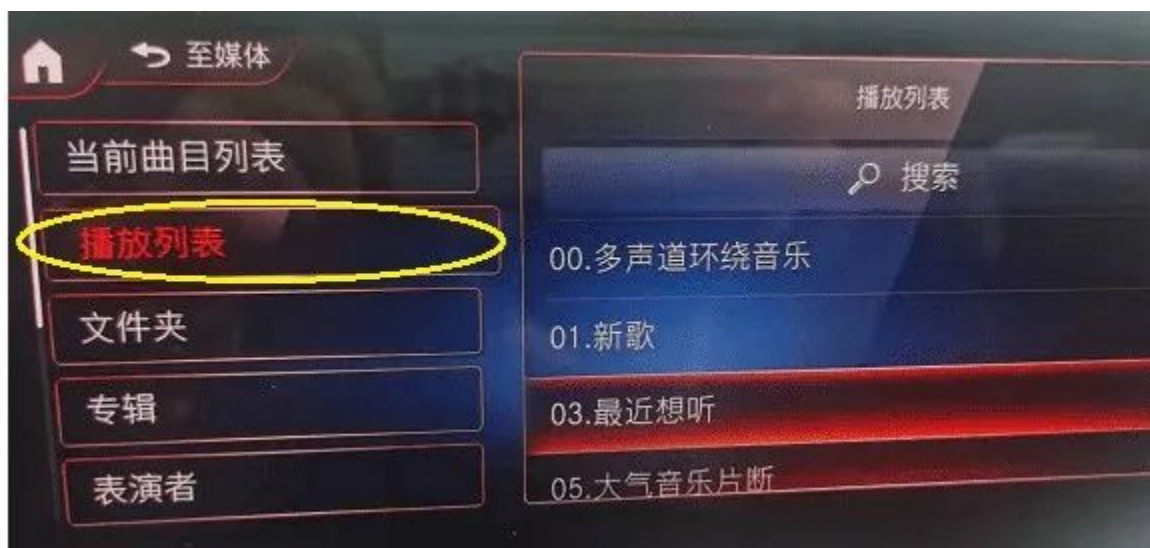 至媒体
当前曲目列表
播放列表
文件夹
专辑
表演者
播放列表
搜索
00.多声道环绕音乐
01.新歌
03.最近想听
05.大气音乐片断